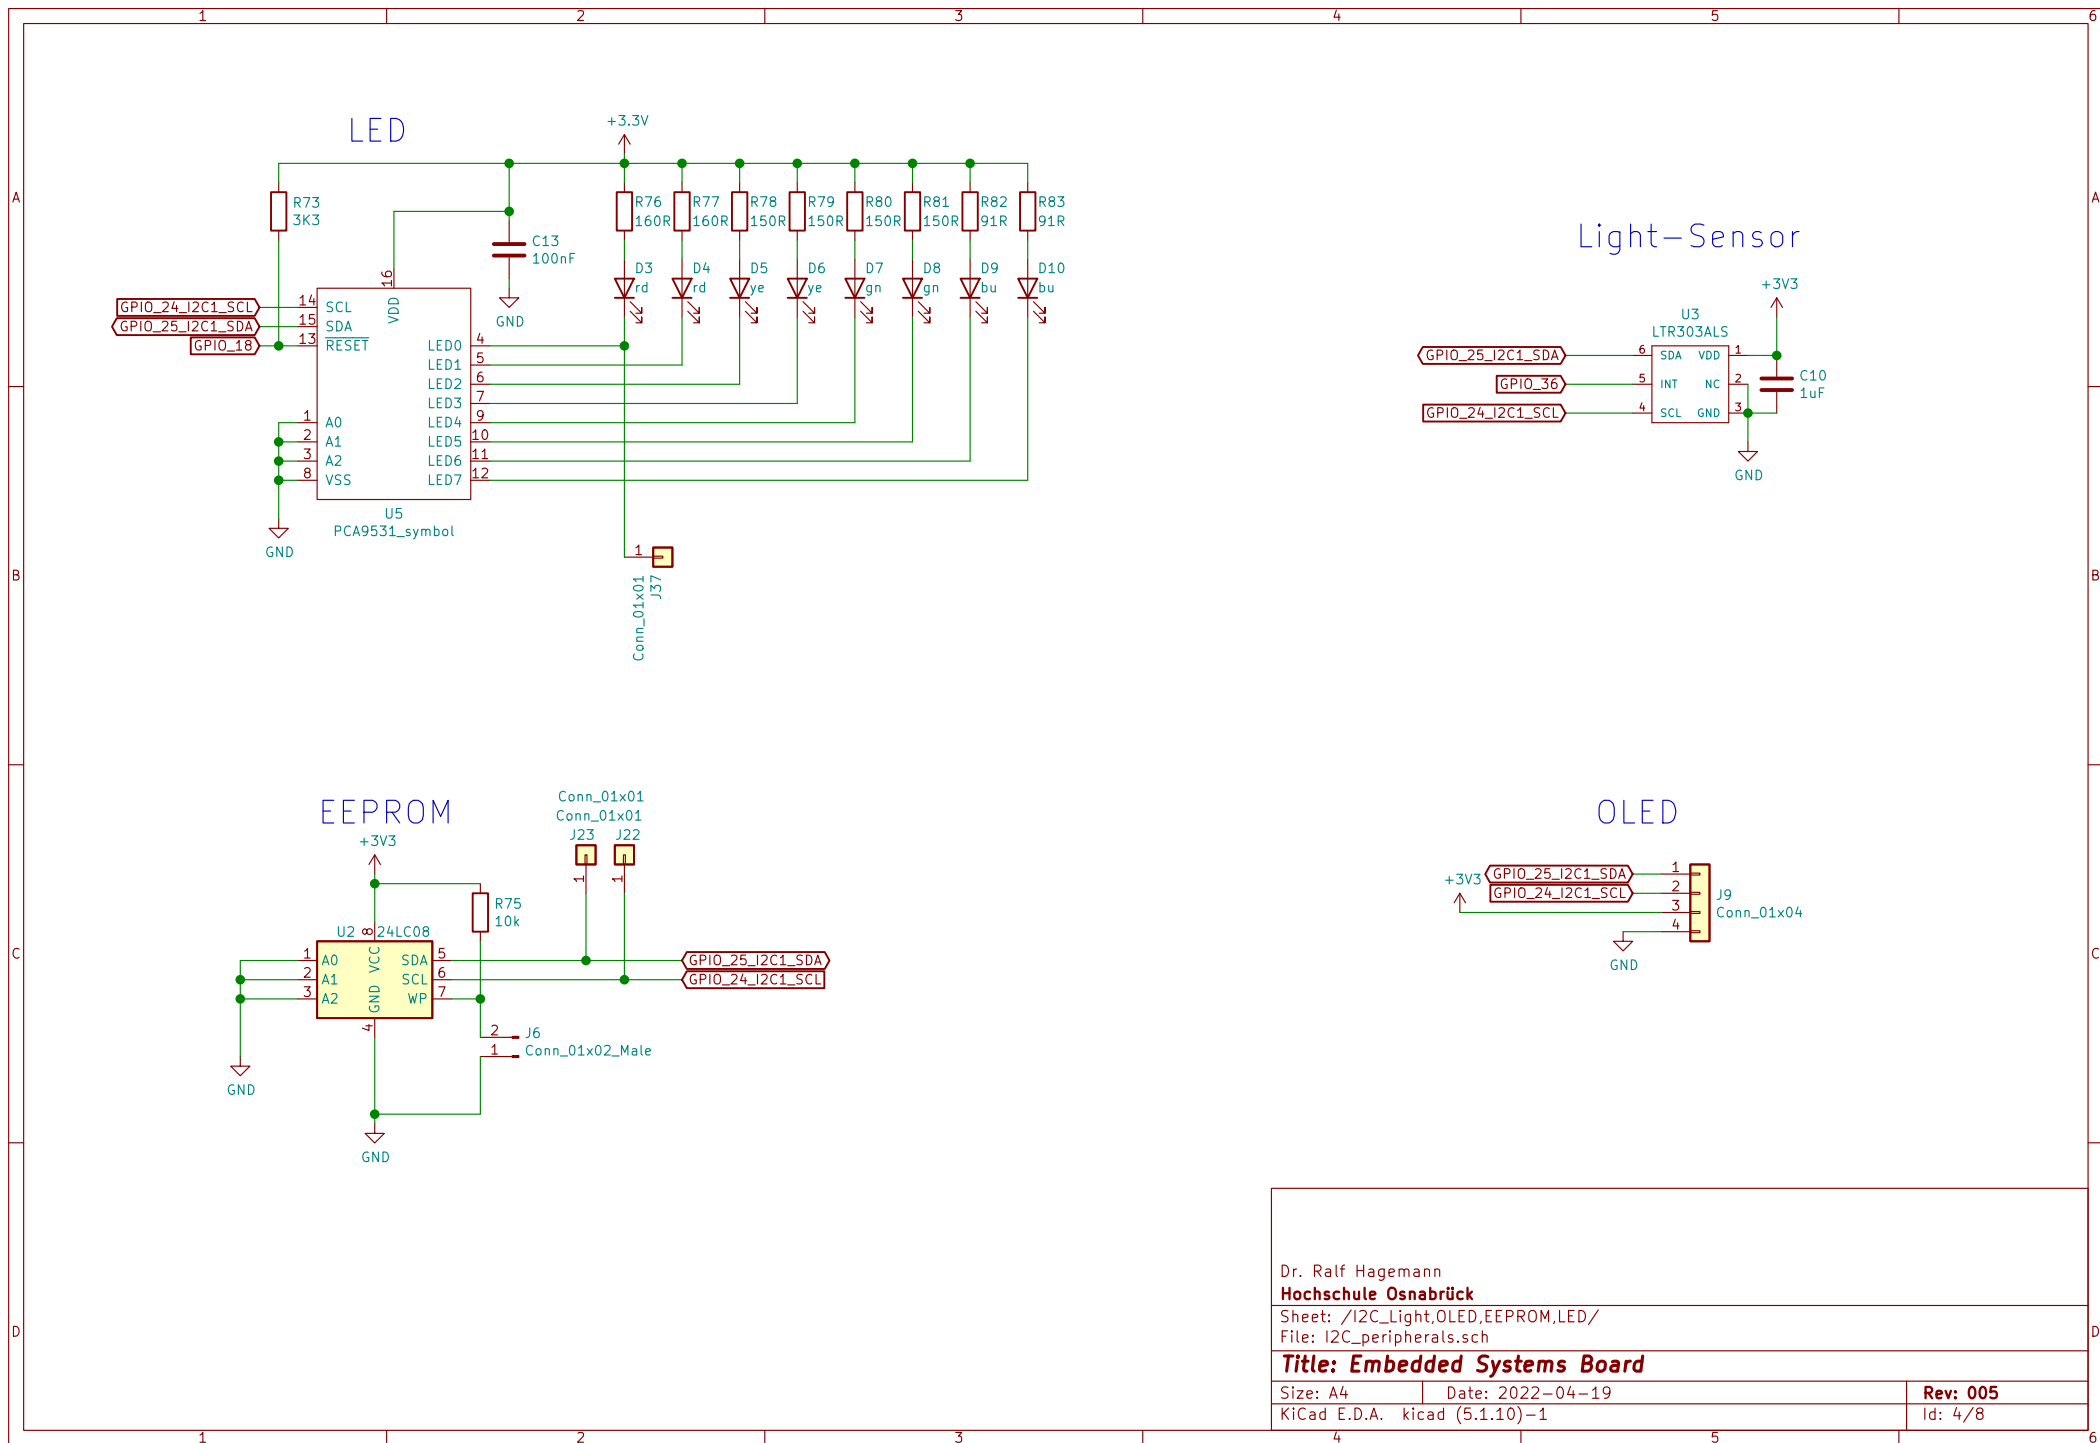 1 2 3 4 5 6
A
B
C
D
A
B
C
D
1 2 3 4 5 6
LED
+3.3V
R73
3K3
C13
100nF
GND
R76
160R
R77
160R
R78
150R
R79
150R
R80
150R
R81
150R
R82
91R
R83
91R
D3
rd
D4
rd
D5
ye
D6
ye
D7
gn
D8
gn
D9
bu
D10
bu
GPIO_24_I2C1_SCL
GPIO_25_I2C1_SDA
GPIO_18
14 SCL
15 SDA
13 RESET
16 VDD
1 A0
2 A1
3 A2
8 VSS
LED0 4
LED1 5
LED2 6
LED3 7
LED4 9
LED5 10
LED6 11
LED7 12
U5
PCA9531_symbol
GND
1
J37
Conn_01x01
Light-Sensor
+3V3
U3
LTR303ALS
GPIO_25_I2C1_SDA
GPIO_36
GPIO_24_I2C1_SCL
6 SDA VDD 1
5 INT NC 2
4 SCL GND 3
C10
1uF
GND
EEPROM
+3V3
R75
10k
U2 24LC08
1 A0
2 A1
3 A2
8 VCC
GND 4
SDA 5
SCL 6
WP 7
GND
GND
Conn_01x01
Conn_01x01
J23 J22
1 1
GPIO_25_I2C1_SDA
GPIO_24_I2C1_SCL
2
1
J6
Conn_01x02_Male
OLED
+3V3
GPIO_25_I2C1_SDA
GPIO_24_I2C1_SCL
1
2
3
4
J9
Conn_01x04
GND
Dr. Ralf Hagemann
Hochschule Osnabrück
Sheet: /I2C_Light,OLED,EEPROM,LED/
File: I2C_peripherals.sch
Title: Embedded Systems Board
Size: A4 Date: 2022-04-19 Rev: 005
KiCad E.D.A. kicad (5.1.10)-1 Id: 4/8